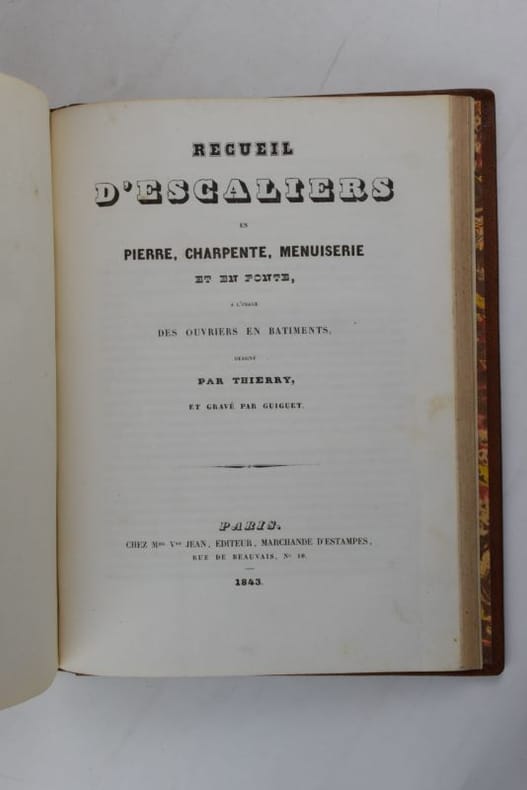 RECUEIL
D'ESCALIERS
EN
PIERRE, CHARPENTE, MENUISERIE
ET EN FONTE,
A L'USAGE
DES OUVRIERS EN BATIMENTS,
DESSINÉ
PAR THIERRY,
ET GRAVÉ PAR GUIGUET.
PARIS.
CHEZ Mme Vve JEAN, EDITEUR, MARCHANDE D'ESTAMPES,
RUE DE BEAUVAIS, No 10.
1843.